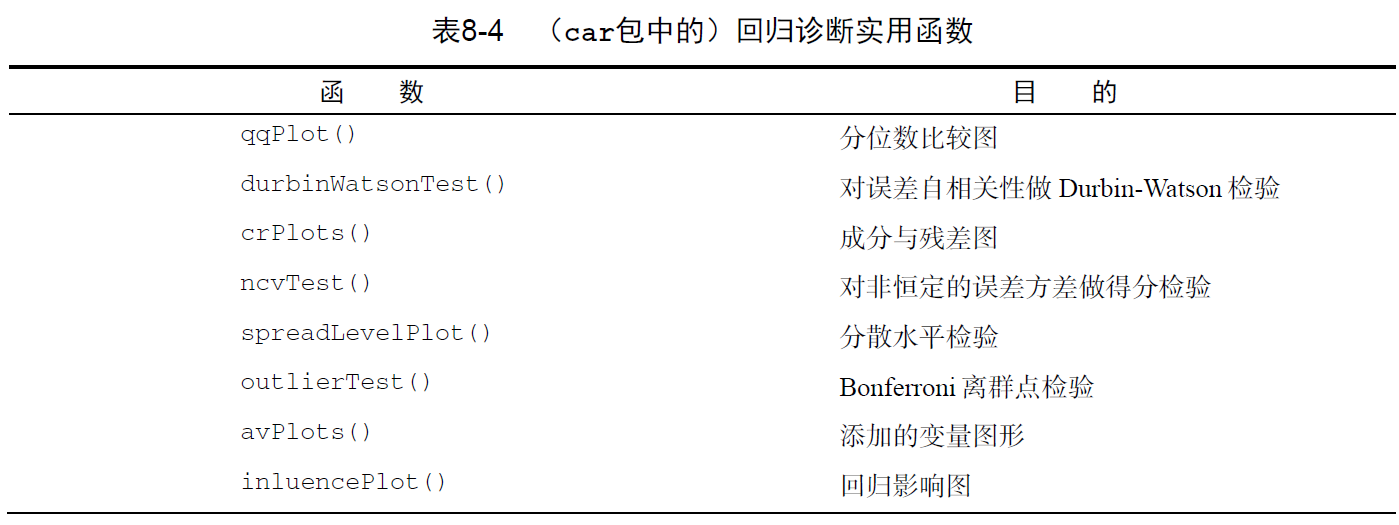 表8-4 （car包中的）回归诊断实用函数
函 数 目 的
qqPlot() 分位数比较图
durbinWatsonTest() 对误差自相关性做 Durbin-Watson 检验
crPlots() 成分与残差图
ncvTest() 对非恒定的误差方差做得分检验
spreadLevelPlot() 分散水平检验
outlierTest() Bonferroni 离群点检验
avPlots() 添加的变量图形
inluencePlot() 回归影响图